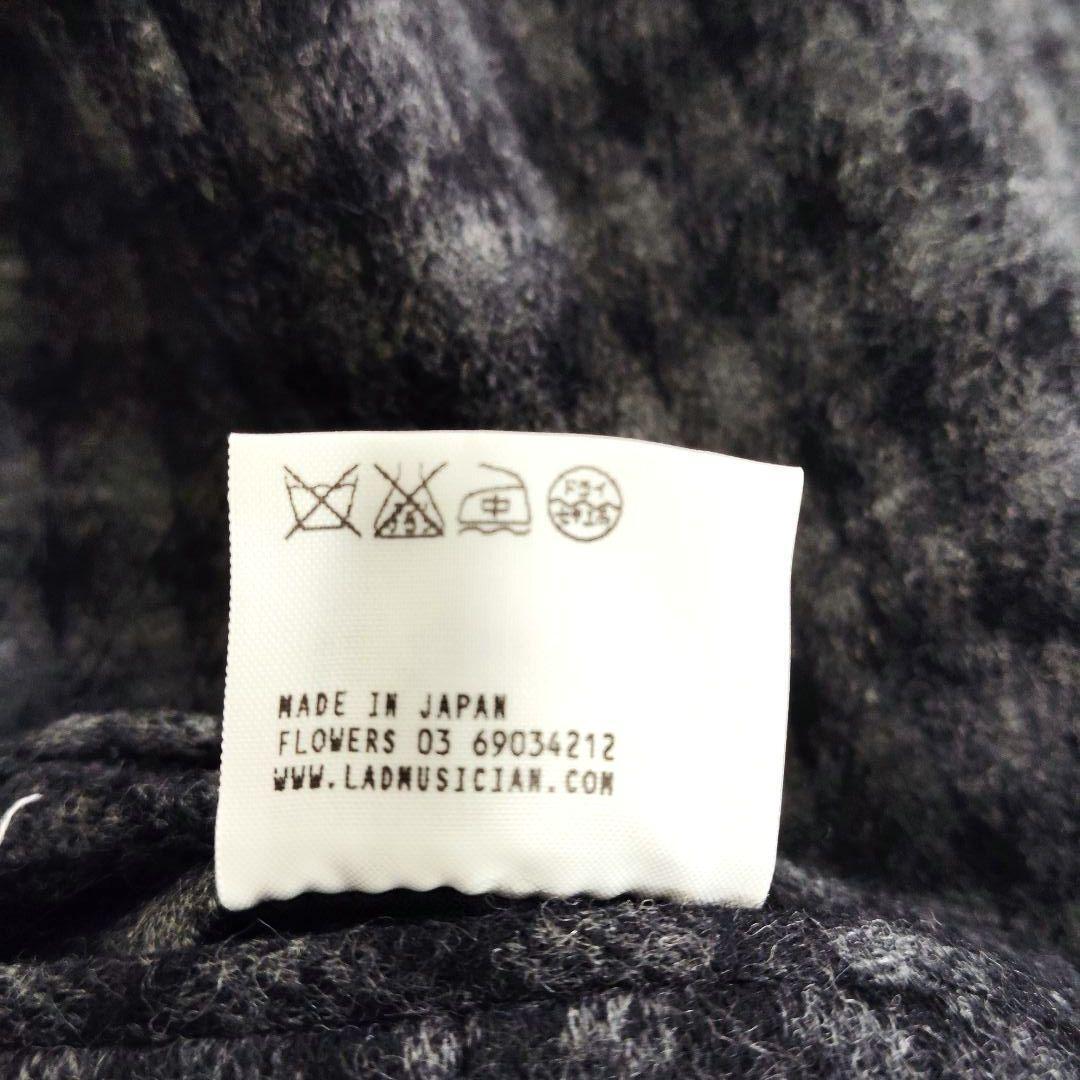 中 ドライ
MADE IN JAPAN
FLOWERS 03 69034212
WWW.LADMUSICIAN.COM